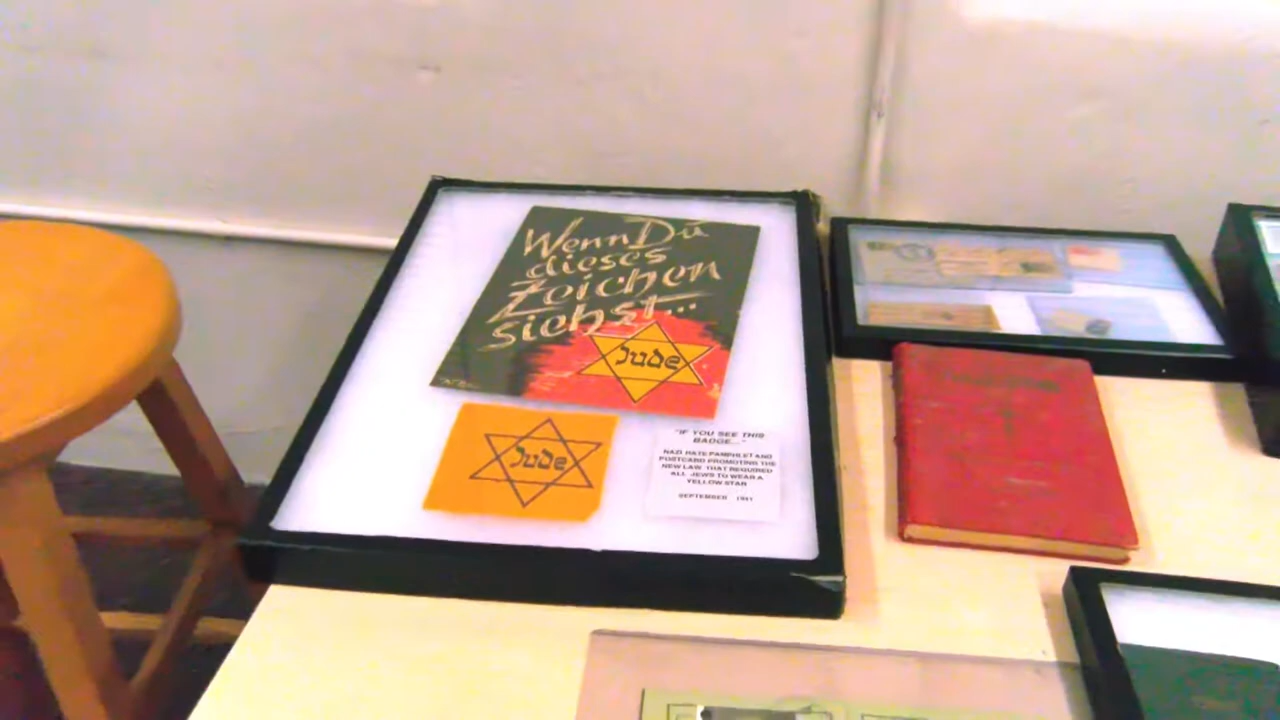 Wenn Du
dieses
Zeichen
siehst...
Jude
Jude
"IF YOU SEE THIS
BADGE..."
NAZI HATE PAMPHLET AND
POSTCARD PROMOTING THE
NEW LAW THAT REQUIRED
ALL JEWS TO WEAR A
YELLOW STAR
SEPTEMBER 1941